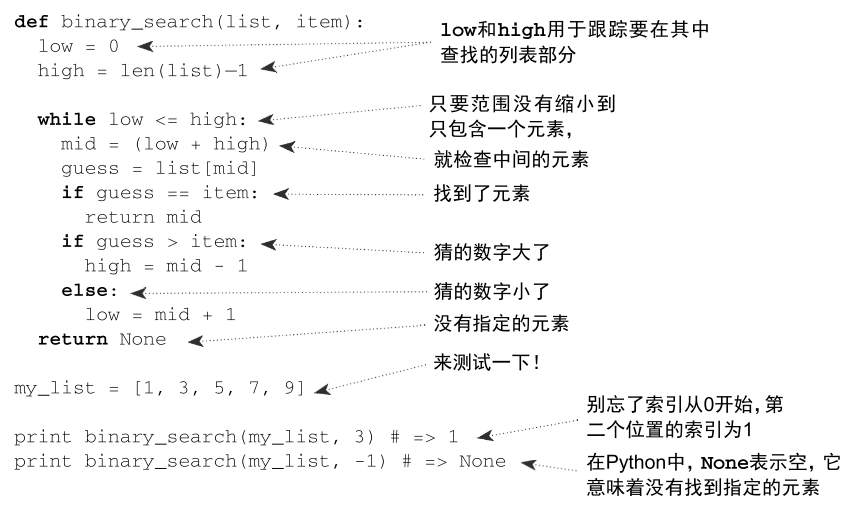 def binary_search(list, item):
low = 0
high = len(list)—1
low和high用于跟踪要在其中
查找的列表部分
while low <= high:
只要范围没有缩小到
只包含一个元素，
mid = (low + high)
就检查中间的元素
guess = list[mid]
if guess == item:
找到了元素
return mid
if guess > item:
猜的数字大了
high = mid - 1
else:
猜的数字小了
low = mid + 1
return None
没有指定的元素
来测试一下！
my_list = [1, 3, 5, 7, 9]
别忘了索引从0开始，第
二个位置的索引为1
print binary_search(my_list, 3) # => 1
print binary_search(my_list, -1) # => None
在Python中，None表示空，它
意味着没有找到指定的元素